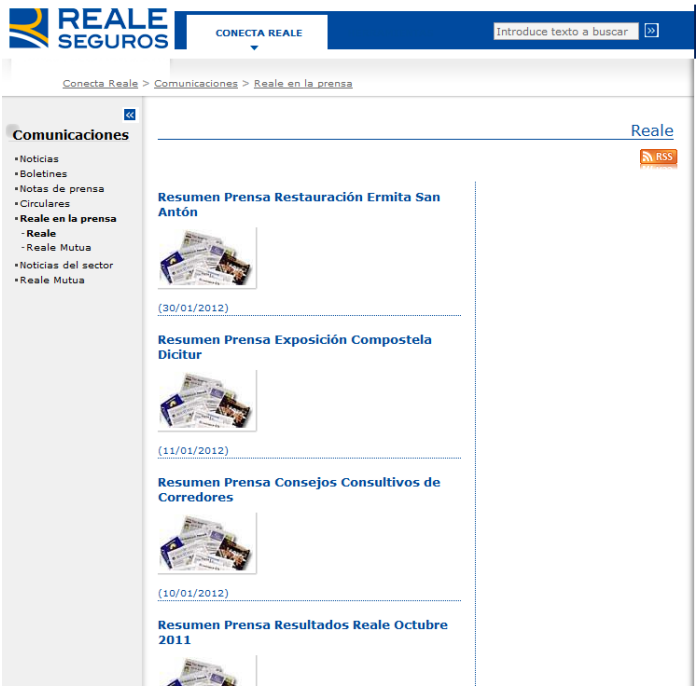 REALE
SEGUROS
CONECTA REALE
Introduce texto a buscar
Conecta Reale > Comunicaciones > Reale en la prensa
Comunicaciones
Reale
RSS
Noticias
Boletines
Notas de prensa
Circulares
Reale en la prensa
- Reale
- Reale Mutua
Noticias del sector
Reale Mutua
Resumen Prensa Restauración Ermita San
Antón
(30/01/2012)
Resumen Prensa Exposición Compostela
Dicitur
(11/01/2012)
Resumen Prensa Consejos Consultivos de
Corredores
(10/01/2012)
Resumen Prensa Resultados Reale Octubre
2011